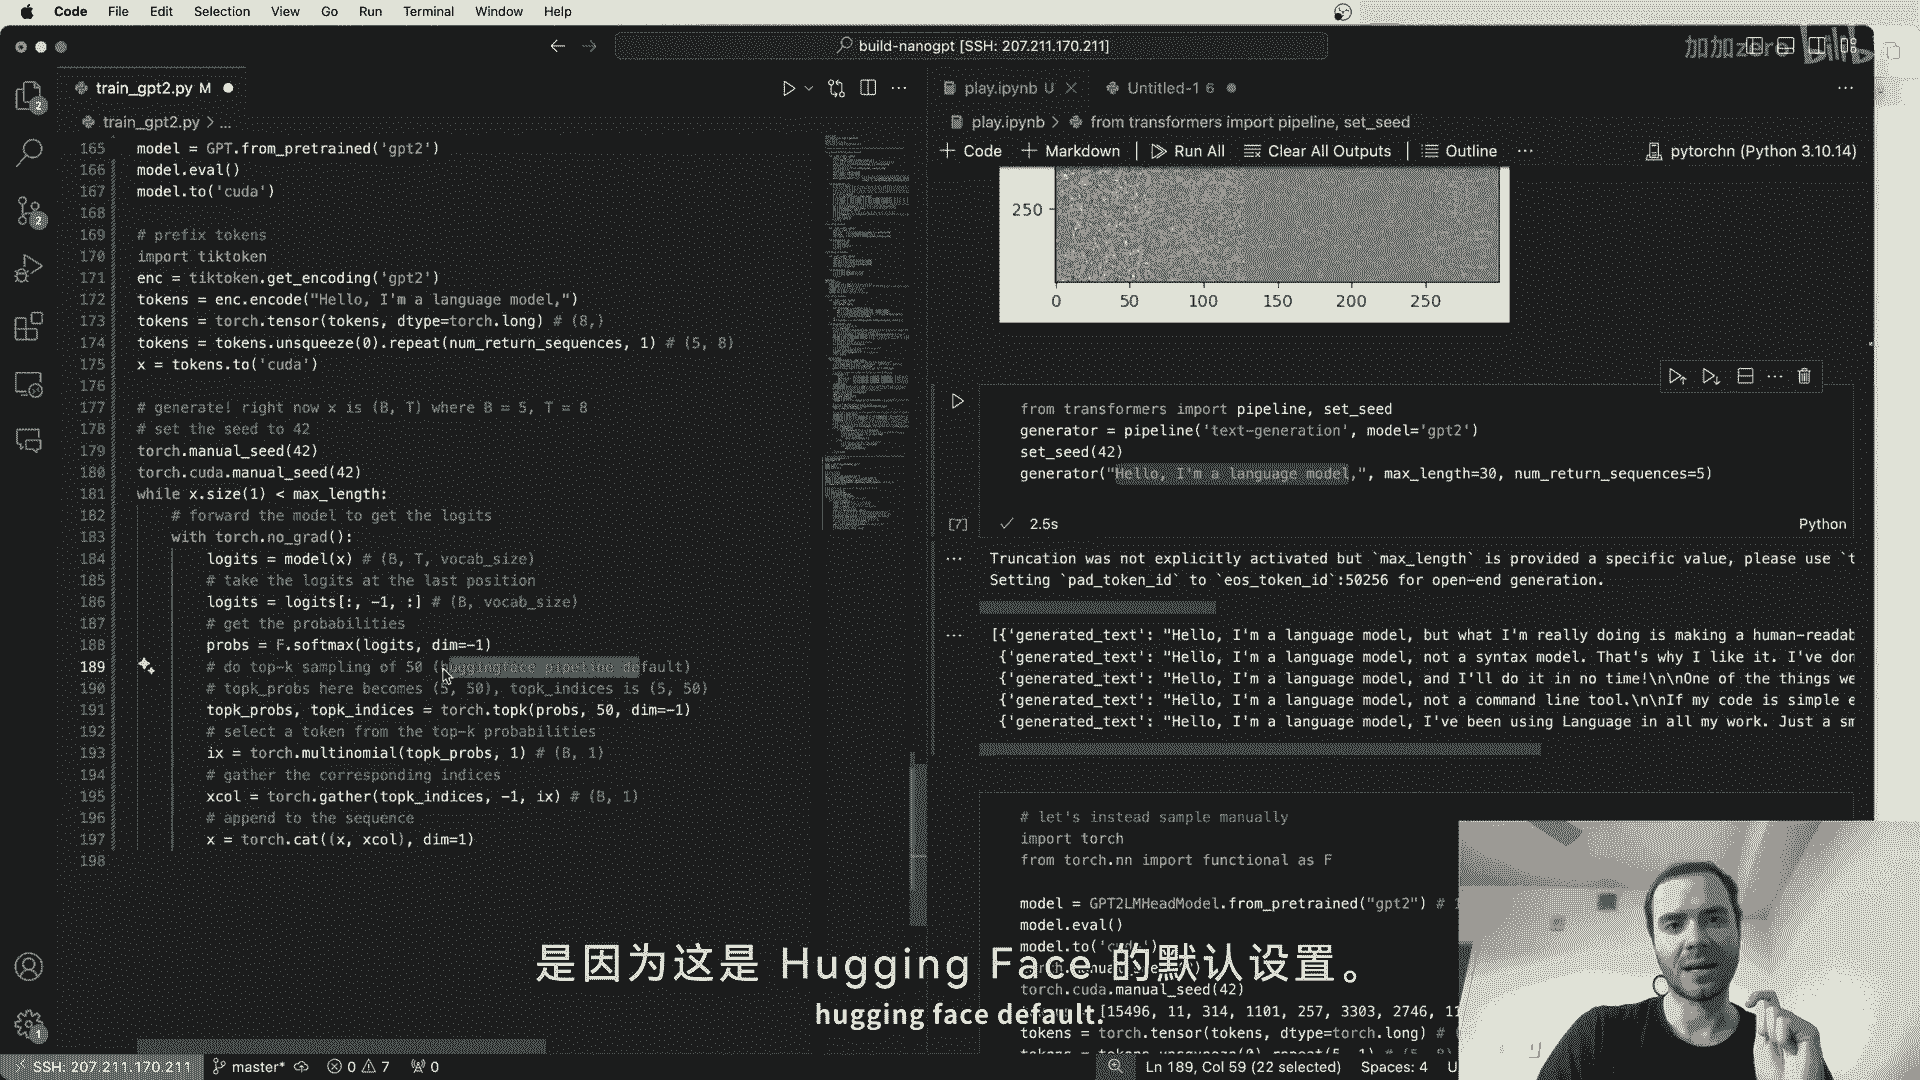 Code File Edit Selection View Go Run Terminal Window Help
build-nanogpt [SSH: 207.211.170.211]
加加zero bilib
train_gpt2.py M
train_gpt2.py > ...
165 model = GPT.from_pretrained('gpt2')
166 model.eval()
167 model.to('cuda')
168
169 # prefix tokens
170 import tiktoken
171 enc = tiktoken.get_encoding('gpt2')
172 tokens = enc.encode("Hello, I'm a language model,")
173 tokens = torch.tensor(tokens, dtype=torch.long) # (8,)
174 tokens = tokens.unsqueeze(0).repeat(num_return_sequences, 1) # (5, 8)
175 x = tokens.to('cuda')
176
177 # generate! right now x is (B, T) where B = 5, T = 8
178 # set the seed to 42
179 torch.manual_seed(42)
180 torch.cuda.manual_seed(42)
181 while x.size(1) < max_length:
182 # forward the model to get the logits
183 with torch.no_grad():
184 logits = model(x) # (B, T, vocab_size)
185 # take the logits at the last position
186 logits = logits[:, -1, :] # (B, vocab_size)
187 # get the probabilities
188 probs = F.softmax(logits, dim=-1)
189 # do top-k sampling of 50 (huggingface pipeline default)
190 # topk_probs here becomes (5, 50), topk_indices is (5, 50)
191 topk_probs, topk_indices = torch.topk(probs, 50, dim=-1)
192 # select a token from the top-k probabilities
193 ix = torch.multinomial(topk_probs, 1) # (B, 1)
194 # gather the corresponding indices
195 xcol = torch.gather(topk_indices, -1, ix) # (B, 1)
196 # append to the sequence
197 x = torch.cat((x, xcol), dim=1)
198
play.ipynb U
Untitled-1 6
play.ipynb > from transformers import pipeline, set_seed
+ Code + Markdown Run All Clear All Outputs Outline ... pytorchn (Python 3.10.14)
250
0 50 100 150 200 250
from transformers import pipeline, set_seed
generator = pipeline('text-generation', model='gpt2')
set_seed(42)
generator("Hello, I'm a language model,", max_length=30, num_return_sequences=5)
[7] 2.5s Python
Truncation was not explicitly activated but `max_length` is provided a specific value, please use `t
Setting `pad_token_id` to `eos_token_id`:50256 for open-end generation.
[{'generated_text': "Hello, I'm a language model, but what I'm really doing is making a human-readab
{'generated_text': "Hello, I'm a language model, not a syntax model. That's why I like it. I've don
{'generated_text': "Hello, I'm a language model, and I'll do it in no time!\n\nOne of the things we
{'generated_text': "Hello, I'm a language model, not a command line tool.\n\nIf my code is simple e
{'generated_text': "Hello, I'm a language model, I've been using Language in all my work. Just a sm
# let's instead sample manually
import torch
from torch.nn import functional as F
model = GPT2LMHeadModel.from_pretrained("gpt2") #
model.eval()
model.to('cuda')
torch.cuda.manual_seed(42)
[15496, 11, 314, 1101, 257, 3303, 2746, 11
tokens = torch.tensor(tokens, dtype=torch.long) #
是因为这是 Hugging Face 的默认设置。
hugging face default.
SSH: 207.211.170.211 master* 0 7 0 Ln 189, Col 59 (22 selected) Spaces: 4